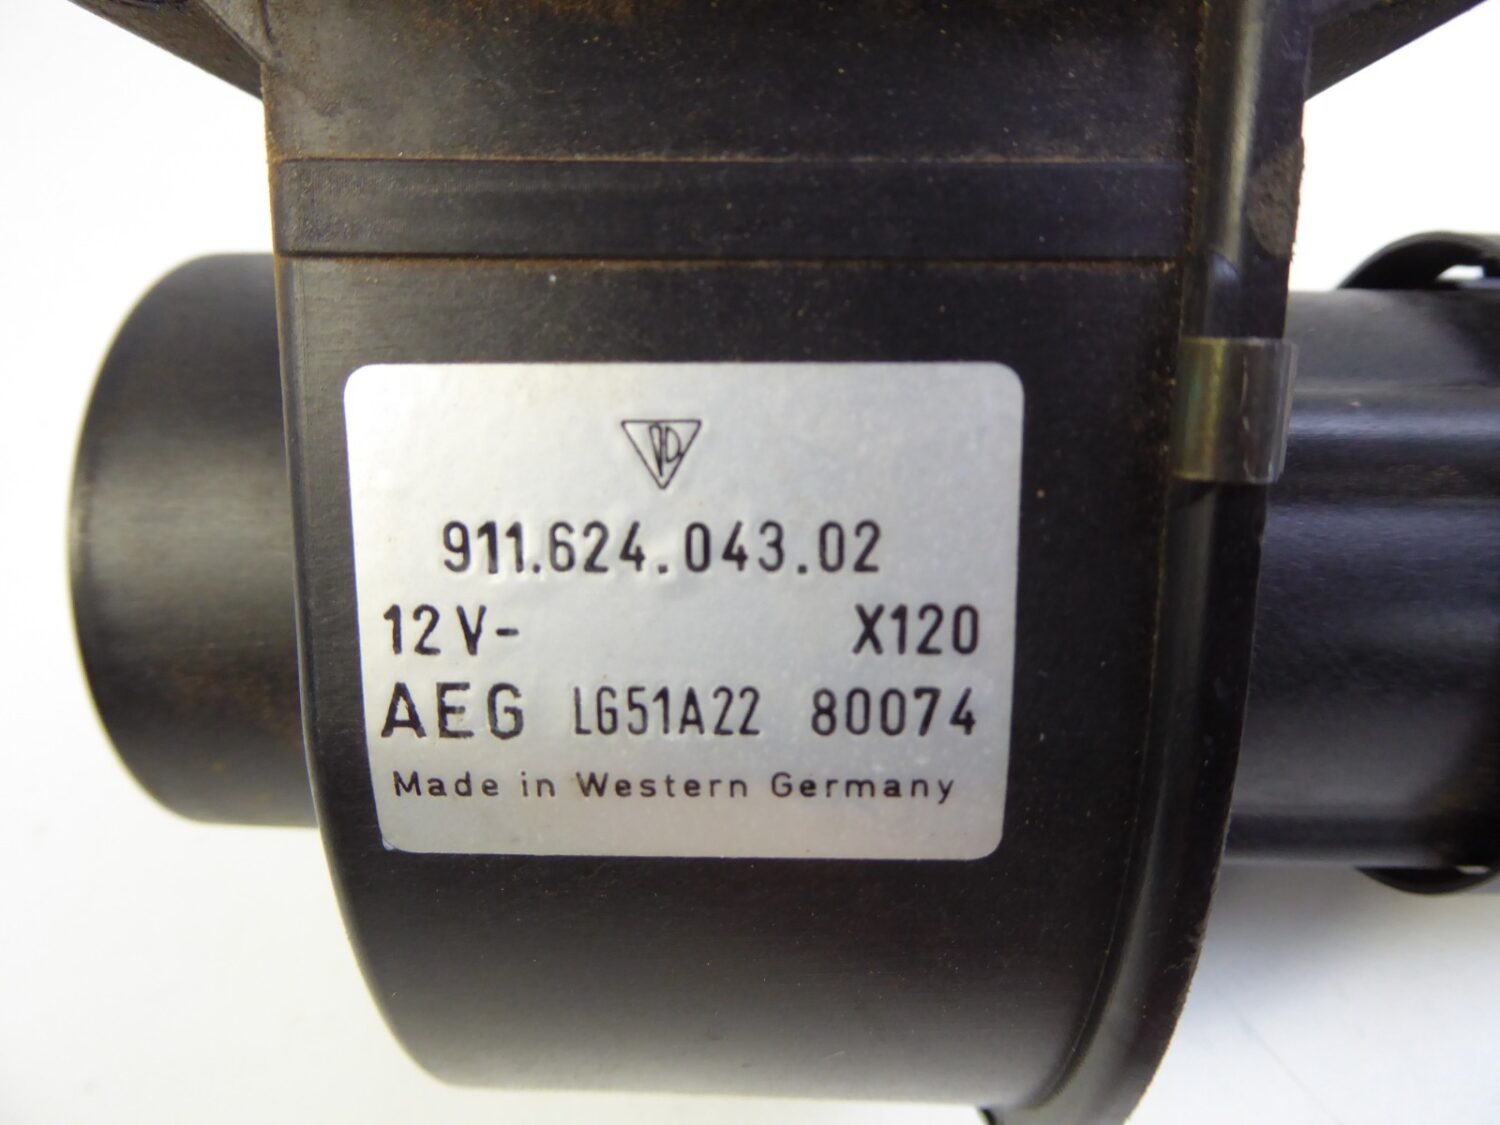 911.624.043.02
12V- X120
AEG LG51A22 80074
Made in Western Germany